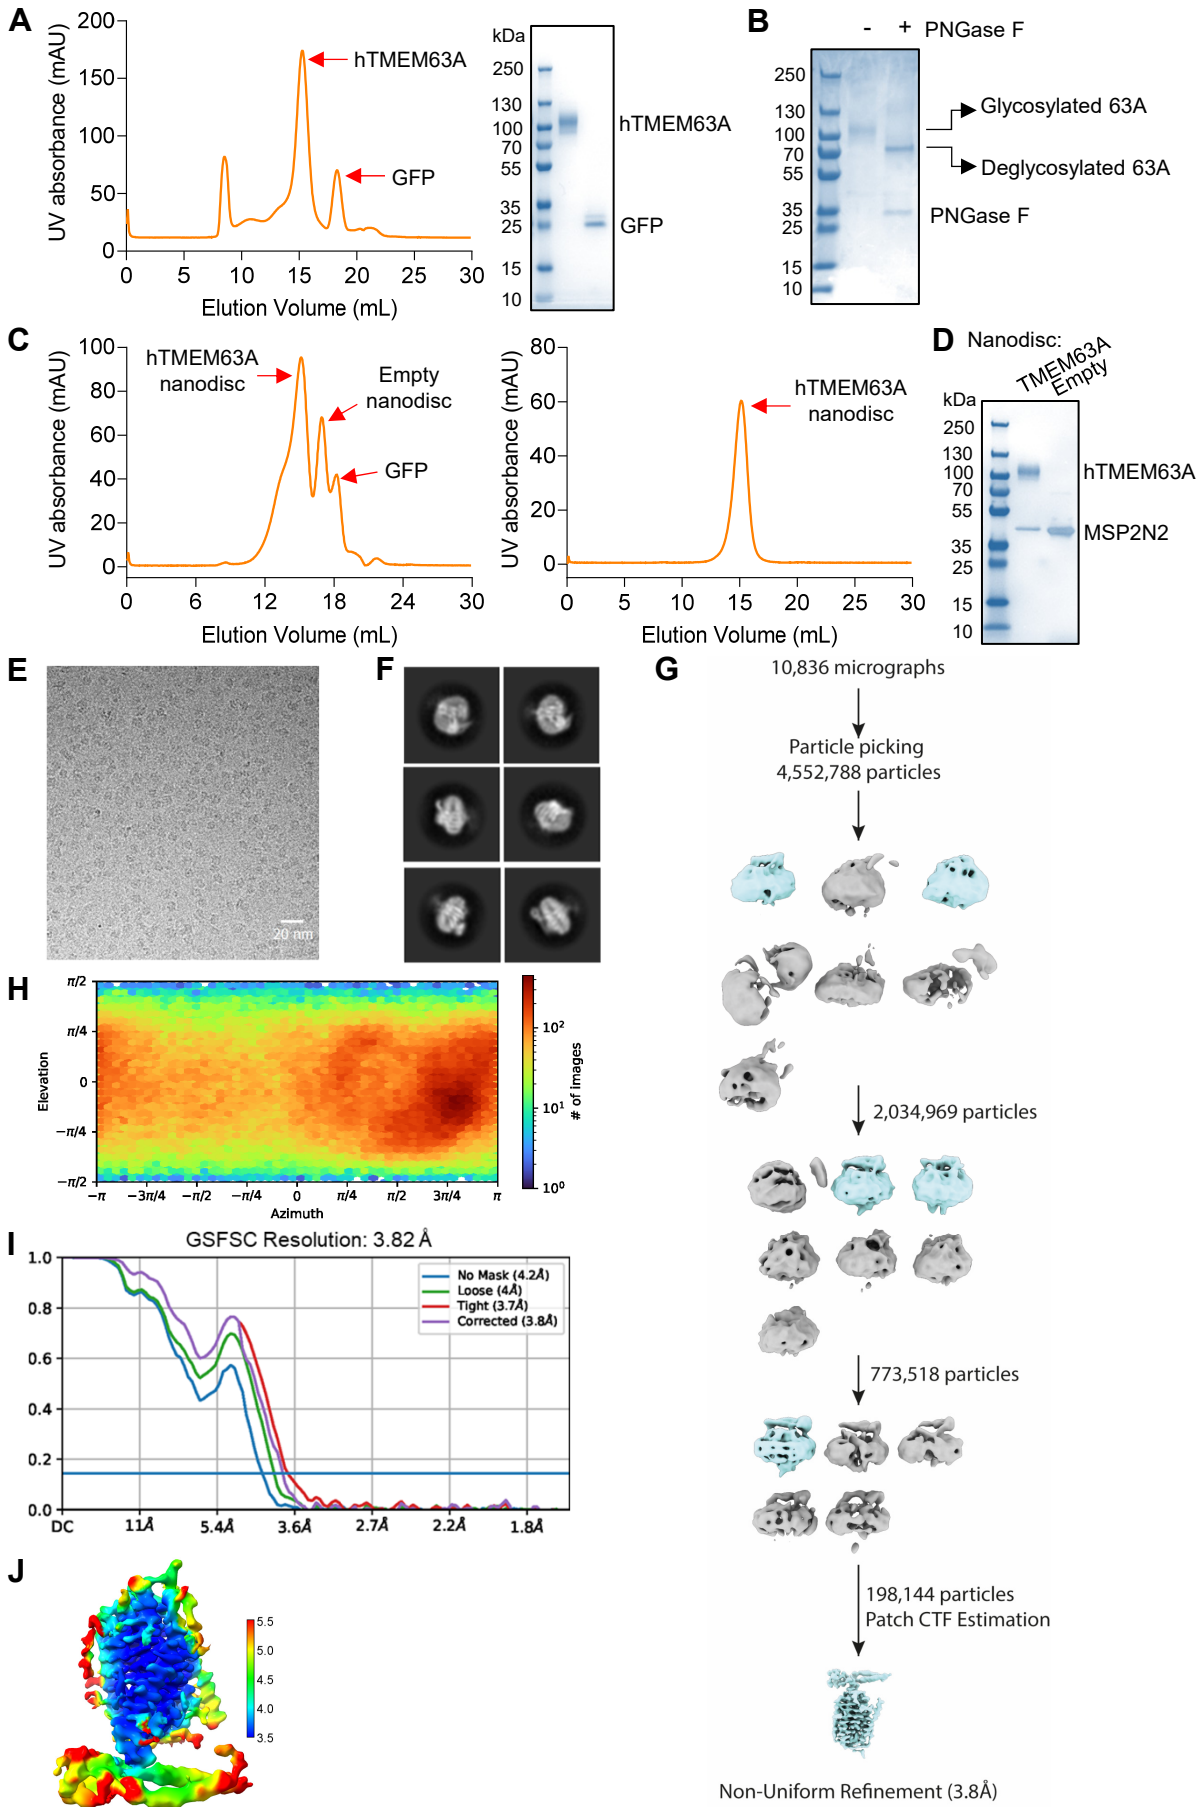 A
UV absorbance (mAU)
200
150
100
50
0
0 5 10 15 20 25 30
Elution Volume (mL)
hTMEM63A
GFP
kDa
250
130
100
70
55
35
25
15
10
hTMEM63A
GFP
B
- + PNGase F
250
130
100
70
55
35
25
15
10
Glycosylated 63A
Deglycosylated 63A
PNGase F
C
UV absorbance (mAU)
100
80
60
40
20
0
0 6 12 18 24 30
Elution Volume (mL)
hTMEM63A
nanodisc
Empty
nanodisc
GFP
UV absorbance (mAU)
80
60
40
20
0
0 5 10 15 20 25 30
Elution Volume (mL)
hTMEM63A
nanodisc
D
Nanodisc:
TMEM63A
Empty
kDa
250
130
100
70
55
35
25
15
10
hTMEM63A
MSP2N2
E
20 nm
F
G
10,836 micrographs
Particle picking
4,552,788 particles
2,034,969 particles
773,518 particles
198,144 particles
Patch CTF Estimation
Non-Uniform Refinement (3.8Å)
H
Elevation
π/2
π/4
0
−π/4
−π/2
−π −3π/4 −π/2 −π/4 0 π/4 π/2 3π/4 π
Azimuth
10²
10¹
10⁰
# of images
I
GSFSC Resolution: 3.82 Å
1.0
0.8
0.6
0.4
0.2
0.0
DC 11Å 5.4Å 3.6Å 2.7Å 2.2Å 1.8Å
No Mask (4.2Å)
Loose (4Å)
Tight (3.7Å)
Corrected (3.8Å)
J
5.5
5.0
4.5
4.0
3.5